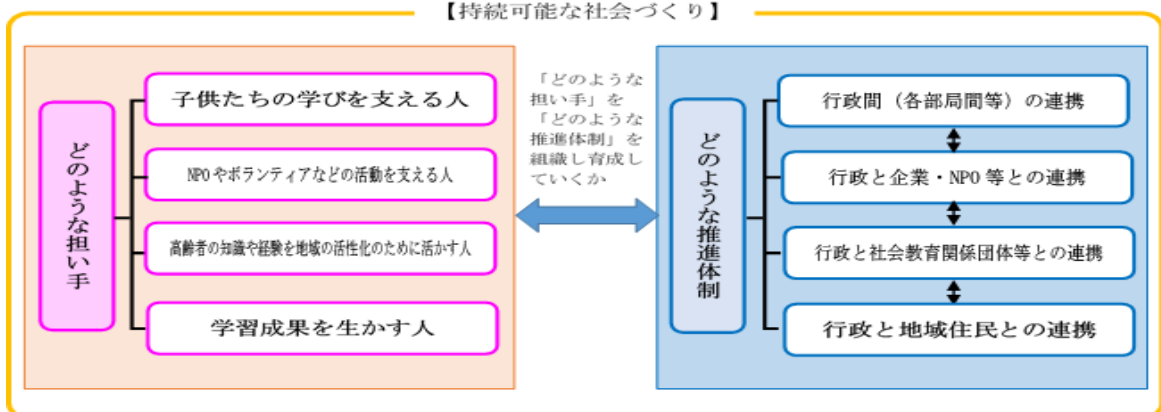 【持続可能な社会づくり】
どのような担い手
子供たちの学びを支える人
NPOやボランティアなどの活動を支える人
高齢者の知識や経験を地域の活性化のために活かす人
学習成果を生かす人
「どのような
担い手」を
「どのような
推進体制」を
組織し育成し
ていくか
どのような推進体制
行政間（各部局間等）の連携
行政と企業・NPO等との連携
行政と社会教育関係団体等との連携
行政と地域住民との連携